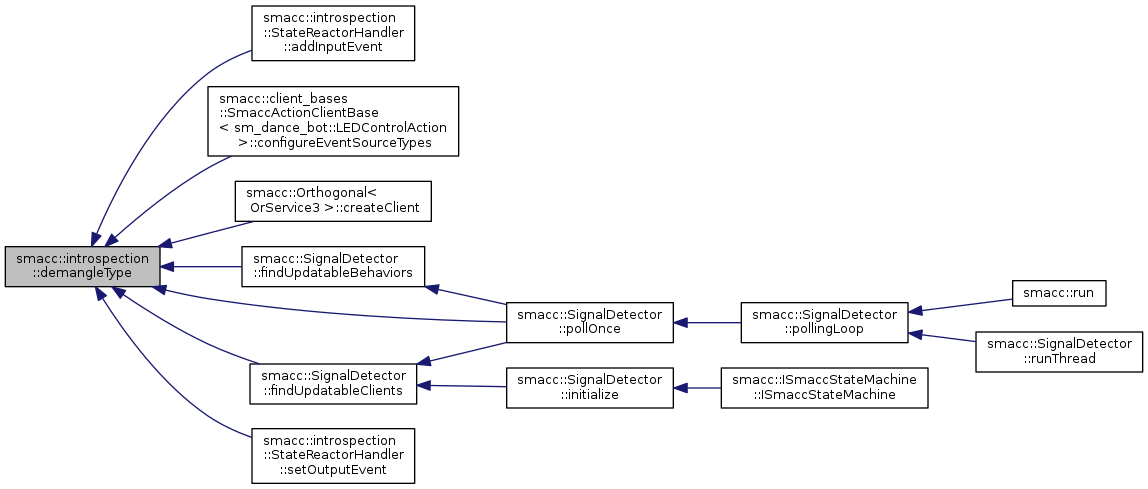 smacc::introspection
::StateReactorHandler
::addInputEvent
smacc::client_bases
::SmaccActionClientBase
< sm_dance_bot::LEDControlAction
>::configureEventSourceTypes
smacc::Orthogonal<
OrService3 >::createClient
smacc::introspection
::demangleType
smacc::SignalDetector
::findUpdatableBehaviors
smacc::SignalDetector
::pollOnce
smacc::SignalDetector
::pollingLoop
smacc::run
smacc::SignalDetector
::runThread
smacc::SignalDetector
::findUpdatableClients
smacc::SignalDetector
::initialize
smacc::ISmaccStateMachine
::ISmaccStateMachine
smacc::introspection
::StateReactorHandler
::setOutputEvent